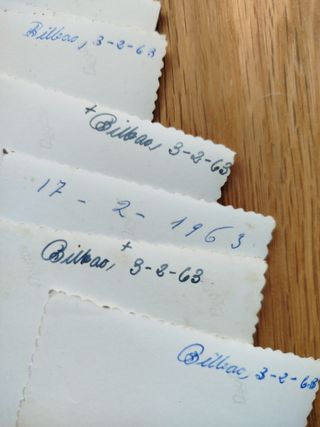 Bilbao, 3-2-63
+ Bilbao, 3-2-63
17 - 2 - 1963
+
Bilbao, 3-2-63
Bilbao, 3-2-63